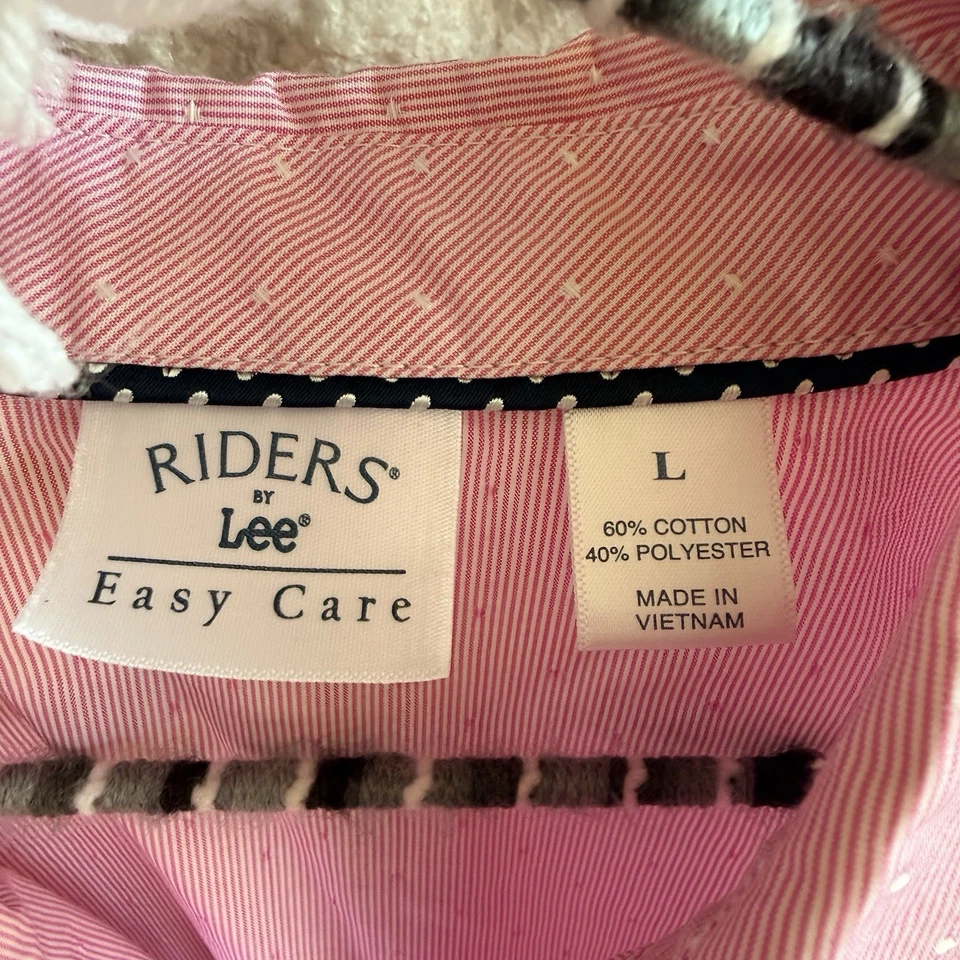 RIDERS®
BY
Lee®
Easy Care
L
60% COTTON
40% POLYESTER
MADE IN
VIETNAM